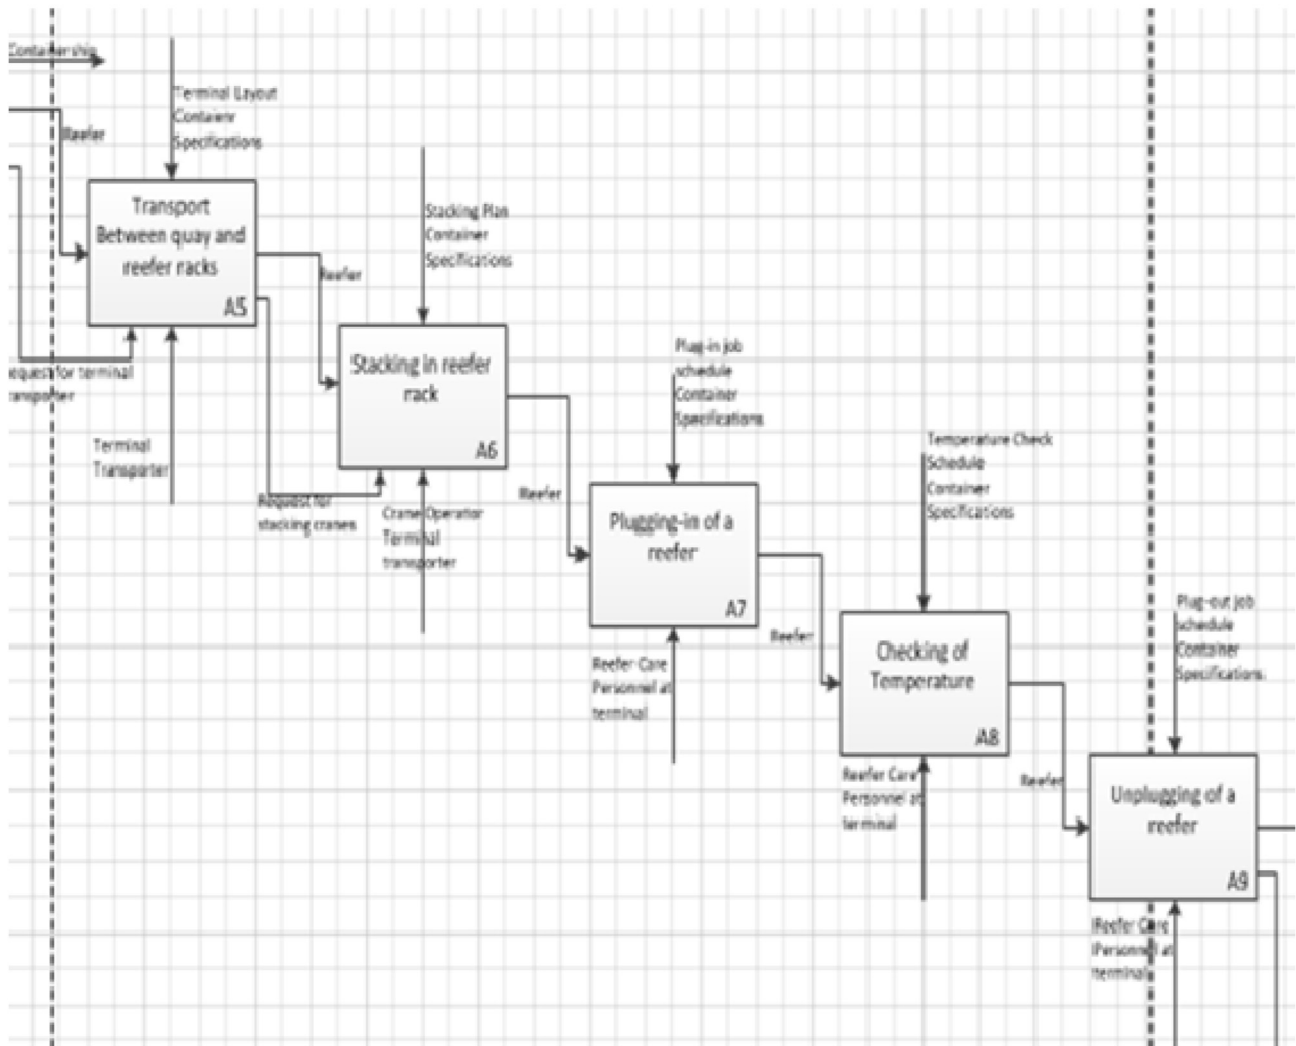 Containership
Terminal Layout
Contaienr
Specifications
Reefer
Transport
Between quay and
reefer racks
A5
Reefer
equest for terminal
ransporter
Terminal
Transporter
Stacking Plan
Container
Specifications
Stacking in reefer
rack
A6
Request for
stacking cranes
Crane Operator
Terminal
transporter
Reefer
Plug-in job
schedule
Container
Specifications
Plugging-in of a
reefer
A7
Reefer Care
Personnel at
terminal
Reefer
Temperature Check
Schedule
Container
Specifications
Checking of
Temperature
A8
Reefer Care
Personnel at
terminal
Reefer
Plug-out job
schedule
Container
Specifications
Unplugging of a
reefer
A9
Reefer Care
Personnel at
terminal